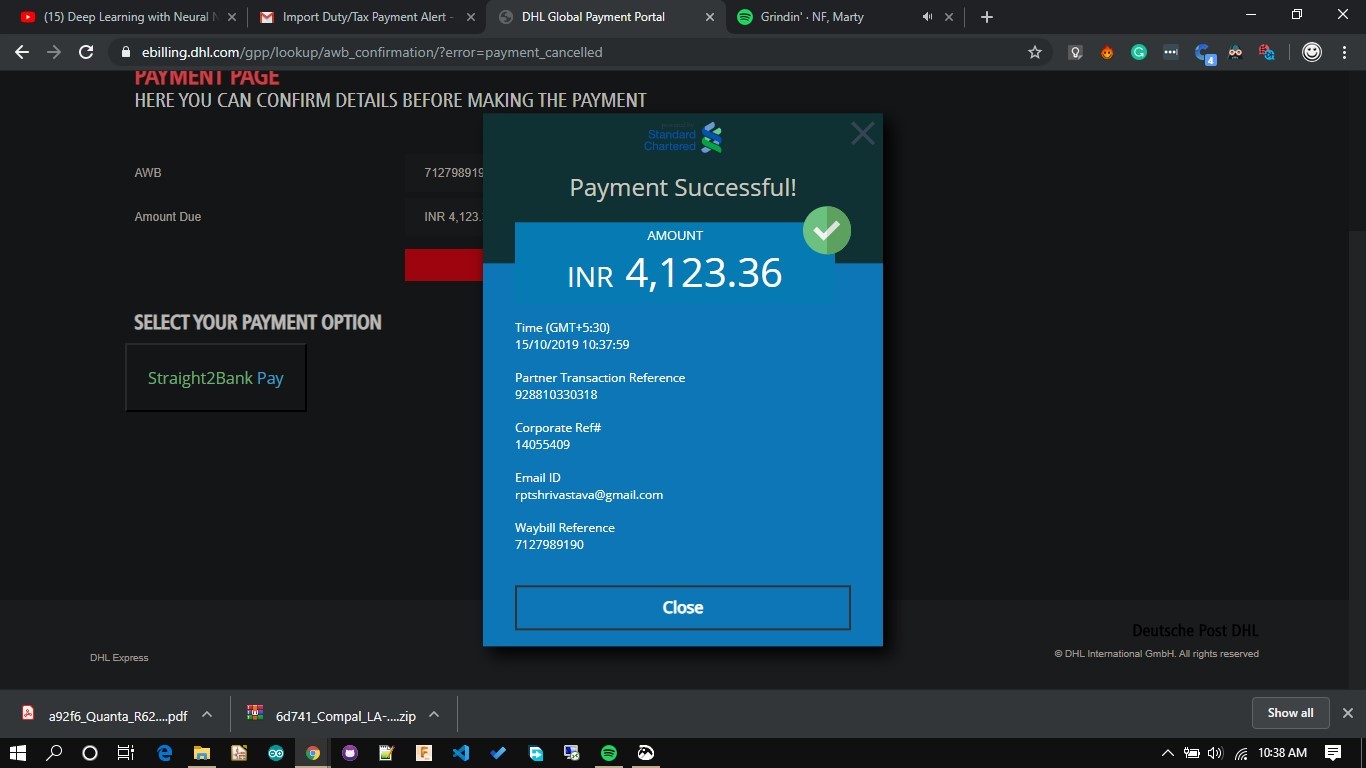 (15) Deep Learning with Neural N
Import Duty/Tax Payment Alert -
DHL Global Payment Portal
Grindin' · NF, Marty
ebilling.dhl.com/gpp/lookup/awb_confirmation/?error=payment_cancelled
4
PAYMENT PAGE
HERE YOU CAN CONFIRM DETAILS BEFORE MAKING THE PAYMENT
AWB
712798919
Amount Due
INR 4,123.
SELECT YOUR PAYMENT OPTION
Straight2Bank Pay
powered by
Standard
Chartered
Payment Successful!
AMOUNT
INR 4,123.36
Time (GMT+5:30)
15/10/2019 10:37:59
Partner Transaction Reference
928810330318
Corporate Ref#
14055409
Email ID
rptshrivastava@gmail.com
Waybill Reference
7127989190
Close
Deutsche Post DHL
DHL Express
© DHL International GmbH. All rights reserved
a92f6_Quanta_R62....pdf
6d741_Compal_LA-....zip
Show all
10:38 AM